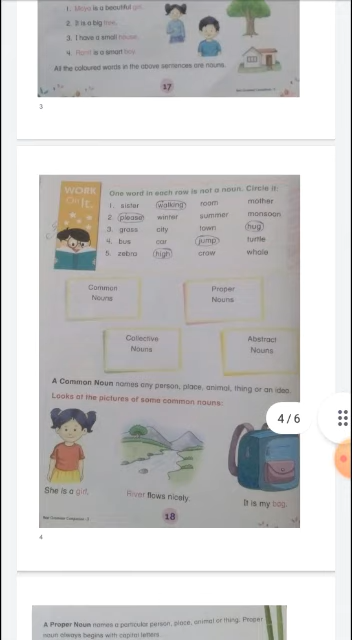 1. Maya is a beautiful girl.
2. It is a big tree.
3. I have a small house.
4. is a smart boy.
All the coloured words in the above sentences are nouns.
17
3
WORK On It.
One word in each row is not a noun. Circle it:
1. sister walking room mother
2. please winter summer monsoon
3. grass city town hug
4. bus car jump turtle
5. zebra high crow whale
Common Nouns
Proper Nouns
Collective Nouns
Abstract Nouns
A Common Noun names any person, place, animal, thing or an idea.
Looks at the pictures of some common nouns:
4 / 6
She is a girl.
River flows nicely.
It is my bag.
18
4
A Proper Noun names a particular person, place, animal or thing. Proper
noun always begins with capital letters.